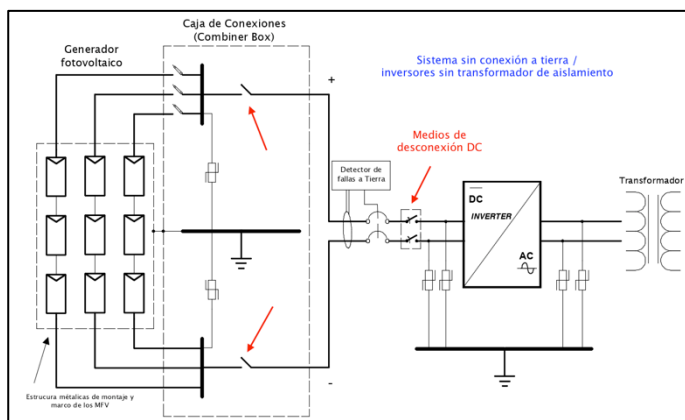 Caja de Conexiones
(Combiner Box)
Generador
fotovoltaico
Sistema sin conexión a tierra /
inversores sin transformador de aislamiento
+
Medios de
desconexión DC
Detector de
fallas a Tierra
Transformador
DC
INVERTER
AC
-
Estrucura métalicas de montaje y
marco de los MFV